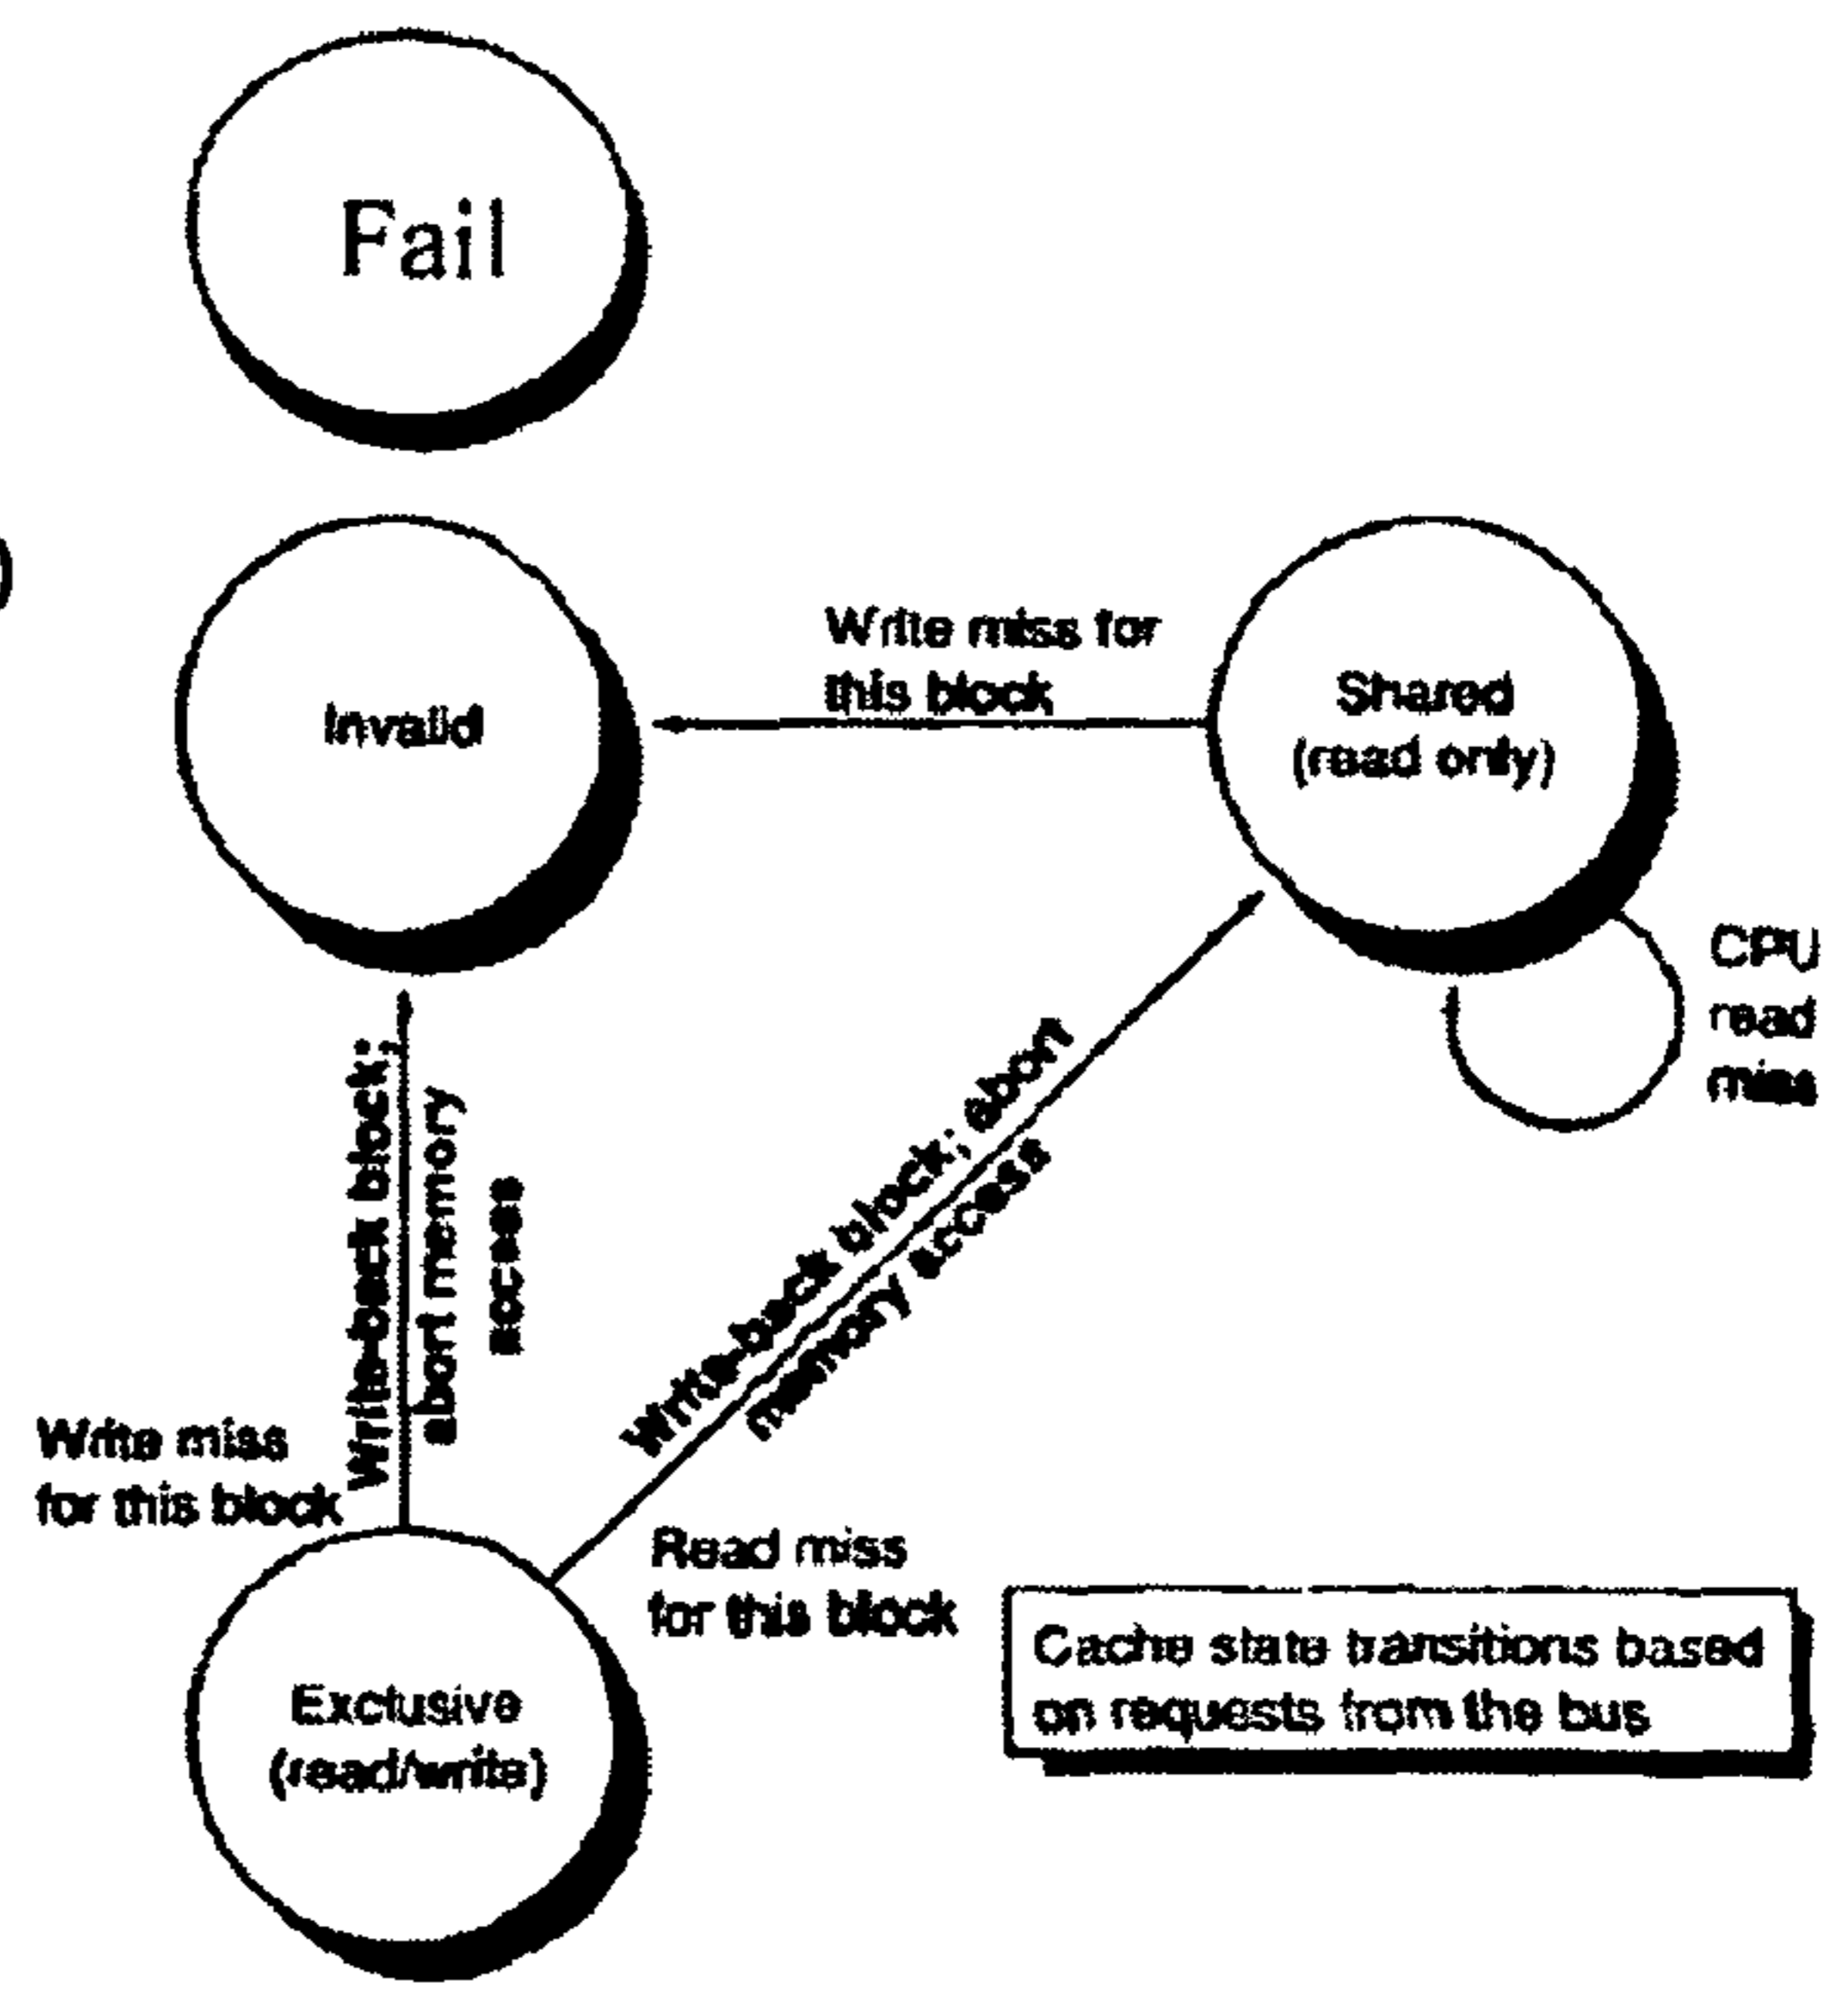 Fail
Write miss for
this block
Invalid
Shared
(read only)
CPU
read
miss
Write-back block;
abort memory
access
Write-back block; abort
memory access
Write miss
for this block
Read miss
for this block
Exclusive
(read/write)
Cache state transitions based
on requests from the bus